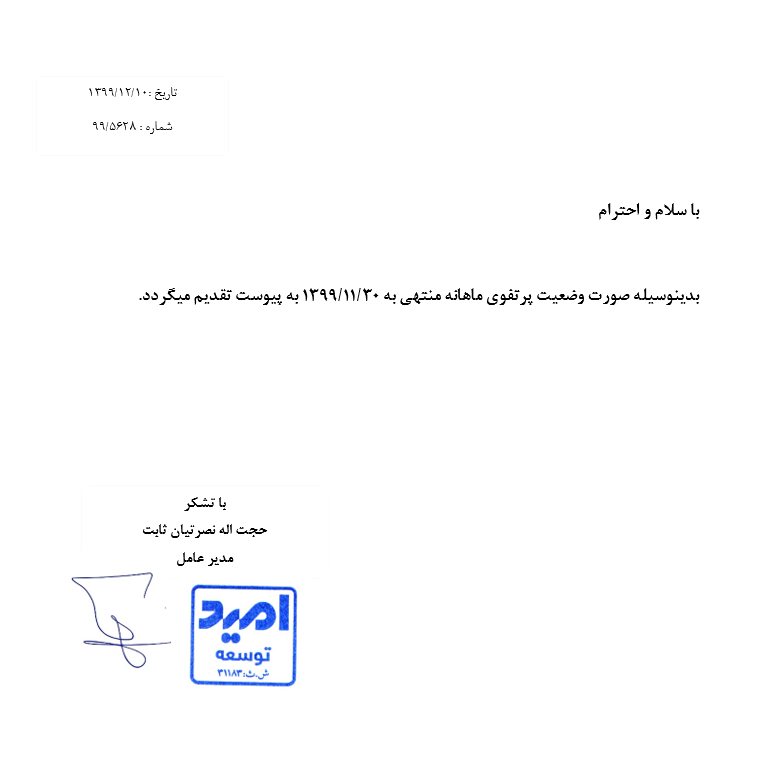 تاریخ :۱۳۹۹/۱۲/۱۰
شماره : ۹۹/۵۶۲۸
با سلام و احترام
بدینوسیله صورت وضعیت پرتفوی ماهانه منتهی به ۱۳۹۹/۱۱/۳۰ به پیوست تقدیم میگردد.
با تشکر
حجت اله نصرتیان ثابت
مدیر عامل
امید
توسعه
ش.ث:۳۱۱۸۳